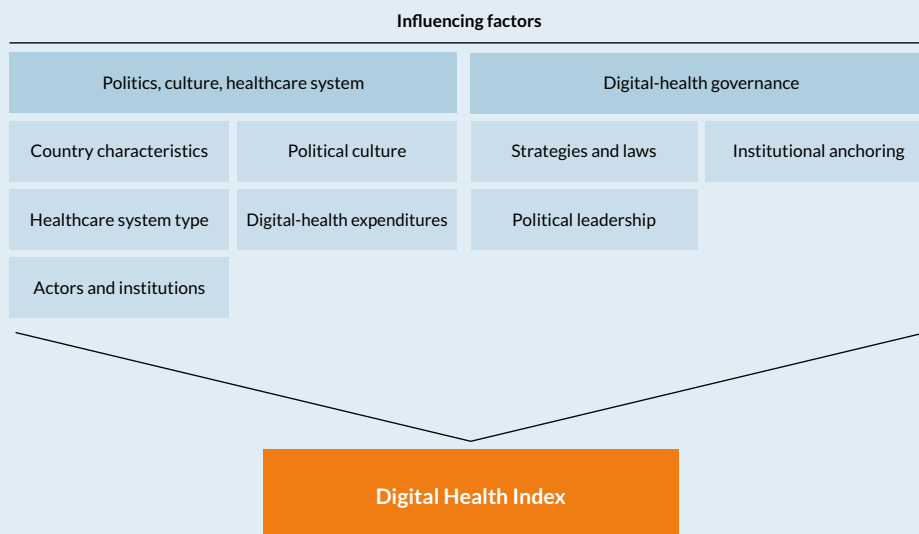 Influencing factors
Politics, culture, healthcare system
Digital-health governance
Country characteristics
Political culture
Strategies and laws
Institutional anchoring
Healthcare system type
Digital-health expenditures
Political leadership
Actors and institutions
Digital Health Index